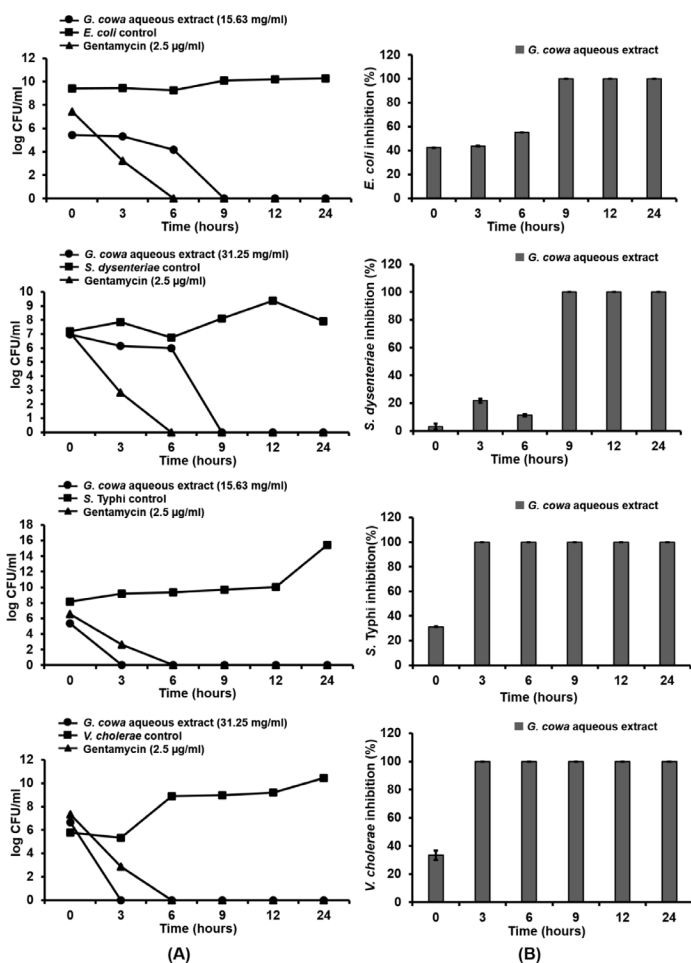 G. cowa aqueous extract (15.63 mg/ml)
E. coli control
Gentamycin (2.5 µg/ml)
log CFU/ml
12
10
8
6
4
2
0
0 3 6 9 12 24
Time (hours)
G. cowa aqueous extract
E. coli inhibition (%)
120
100
80
60
40
20
0
0 3 6 9 12 24
Time (hours)
G. cowa aqueous extract (31.25 mg/ml)
S. dysenteriae control
Gentamycin (2.5 µg/ml)
log CFU/ml
10
9
8
7
6
5
4
3
2
1
0
0 3 6 9 12 24
Time (hours)
G. cowa aqueous extract
S. dysenteriae inhibition (%)
120
100
80
60
40
20
0
0 3 6 9 12 24
Time (hours)
G. cowa aqueous extract (15.63 mg/ml)
S. Typhi control
Gentamycin (2.5 µg/ml)
log CFU/ml
18
16
14
12
10
8
6
4
2
0
0 3 6 9 12 24
Time (hours)
G. cowa aqueous extract
S. Typhi inhibition(%)
120
100
80
60
40
20
0
0 3 6 9 12 24
Time (hours)
G. cowa aqueous extract (31.25 mg/ml)
V. cholerae control
Gentamycin (2.5 µg/ml)
log CFU/ml
12
10
8
6
4
2
0
0 3 6 9 12 24
Time (hours)
(A)
G. cowa aqueous extract
V. cholerae inhibition (%)
120
100
80
60
40
20
0
0 3 6 9 12 24
Time (hours)
(B)